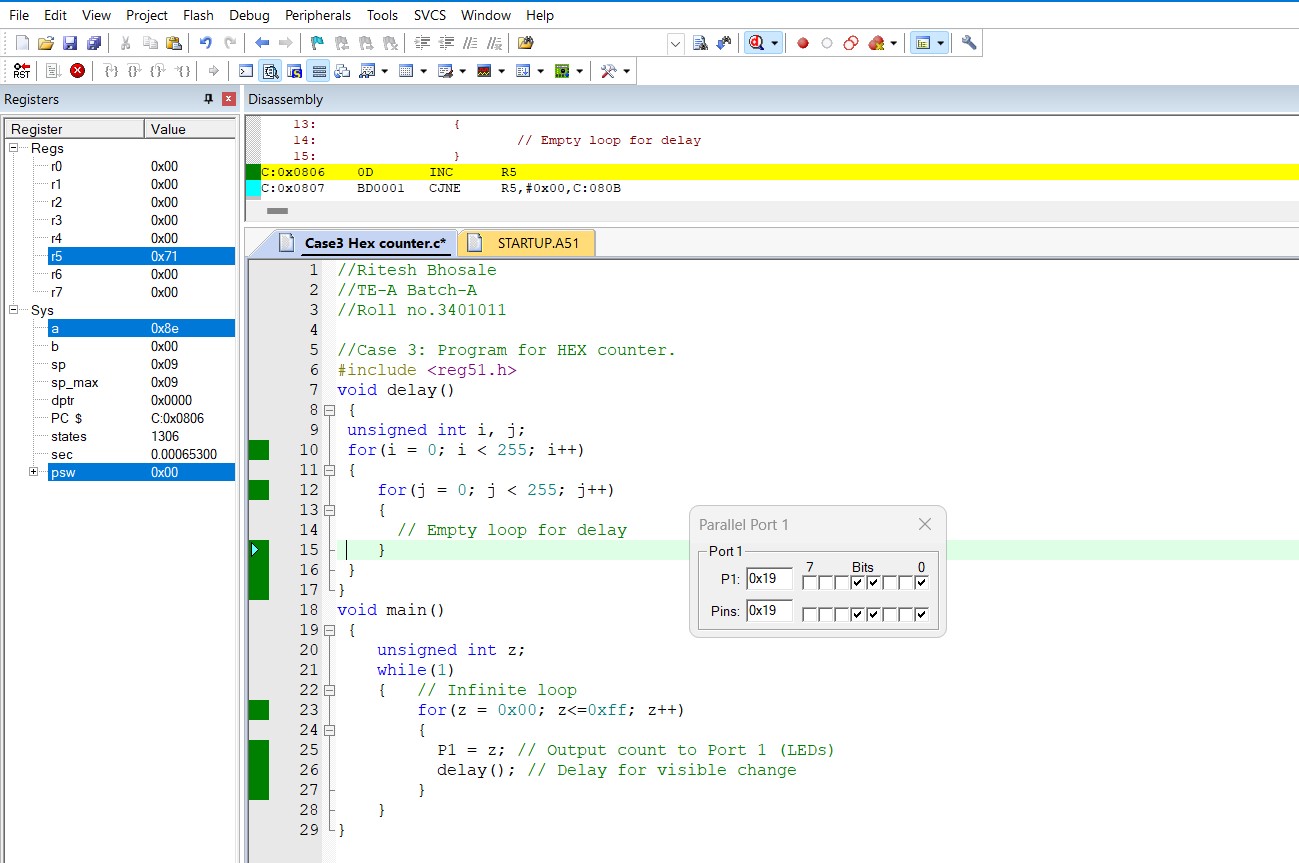 File Edit View Project Flash Debug Peripherals Tools SVCS Window Help
RST
Registers
Register Value
Regs
r0 0x00
r1 0x00
r2 0x00
r3 0x00
r4 0x00
r5 0x71
r6 0x00
r7 0x00
Sys
a 0x8e
b 0x00
sp 0x09
sp_max 0x09
dptr 0x0000
PC $ C:0x0806
states 1306
sec 0.00065300
psw 0x00
Disassembly
13: {
14: // Empty loop for delay
15: }
C:0x0806 0D INC R5
C:0x0807 BD0001 CJNE R5,#0x00,C:080B
Case3 Hex counter.c* STARTUP.A51
1 //Ritesh Bhosale
2 //TE-A Batch-A
3 //Roll no.3401011
4
5 //Case 3: Program for HEX counter.
6 #include <reg51.h>
7 void delay()
8 {
9 unsigned int i, j;
10 for(i = 0; i < 255; i++)
11 {
12 for(j = 0; j < 255; j++)
13 {
14 // Empty loop for delay
15 }
16 }
17 }
18 void main()
19 {
20 unsigned int z;
21 while(1)
22 { // Infinite loop
23 for(z = 0x00; z<=0xff; z++)
24 {
25 P1 = z; // Output count to Port 1 (LEDs)
26 delay(); // Delay for visible change
27 }
28 }
29 }
Parallel Port 1
Port 1
7 Bits 0
P1: 0x19
Pins: 0x19